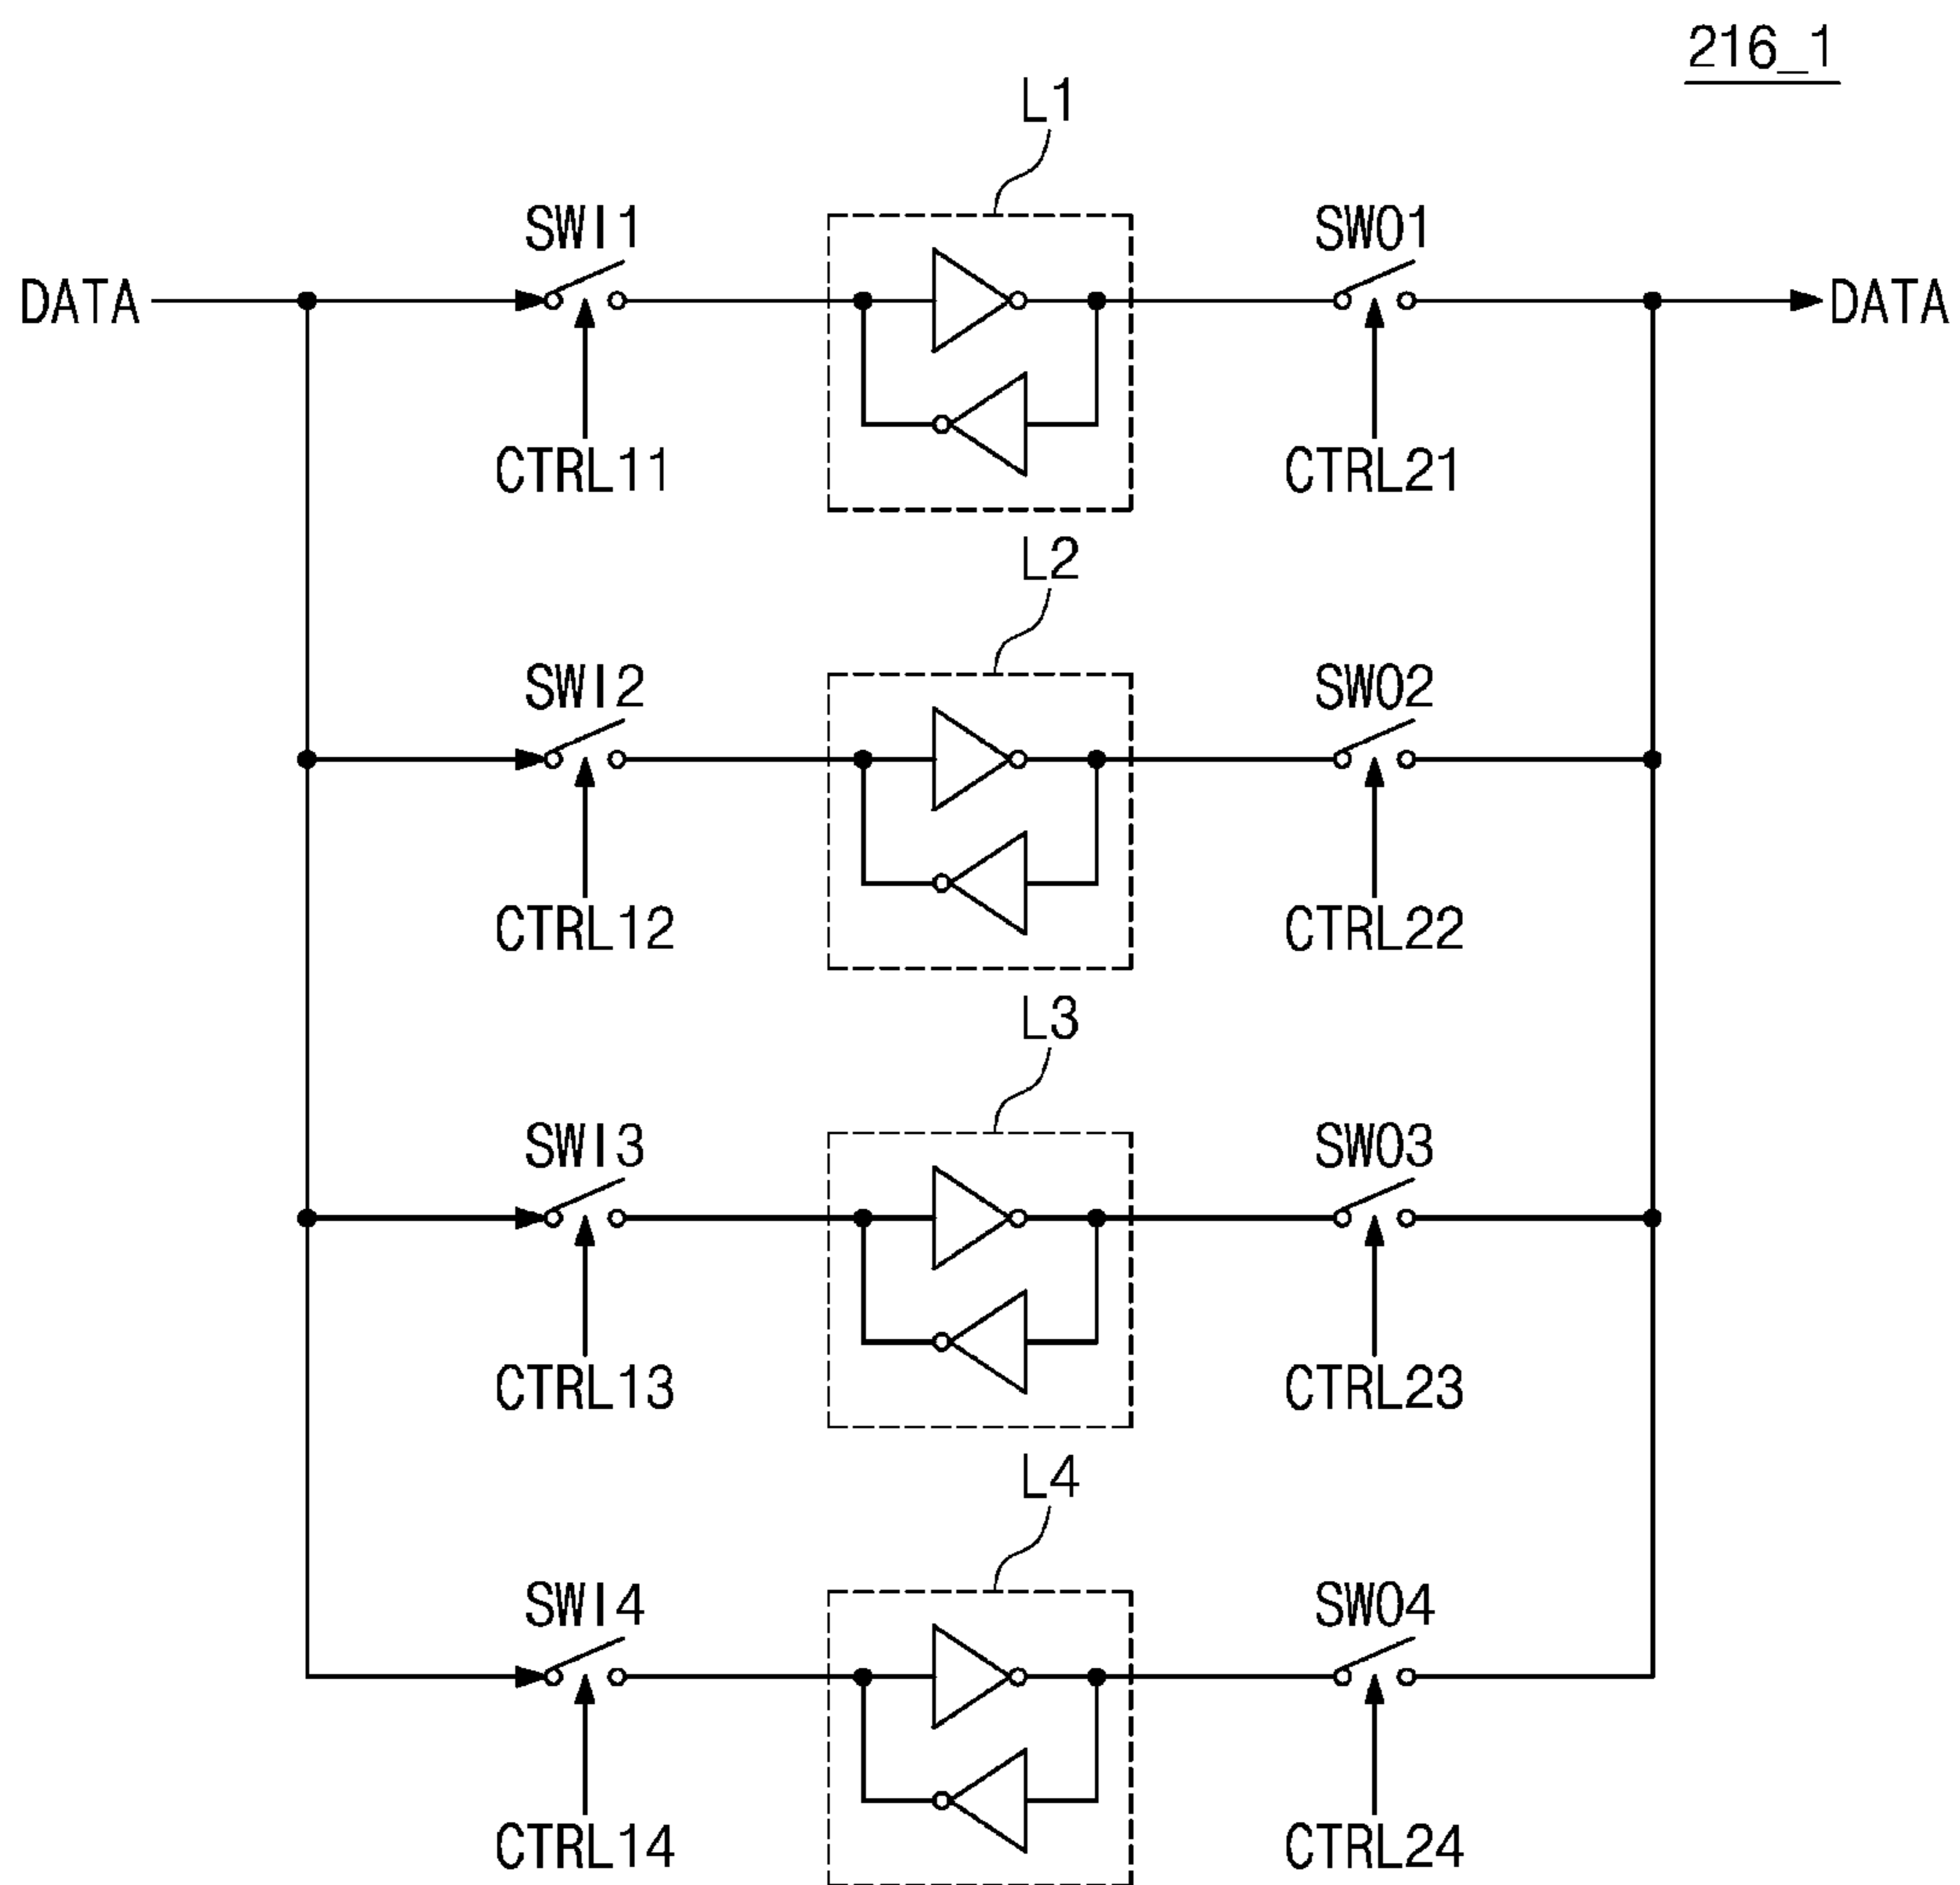 216_1
L1
SWI1
SWO1
DATA
DATA
CTRL11
CTRL21
L2
SWI2
SWO2
CTRL12
CTRL22
L3
SWI3
SWO3
CTRL13
CTRL23
L4
SWI4
SWO4
CTRL14
CTRL24